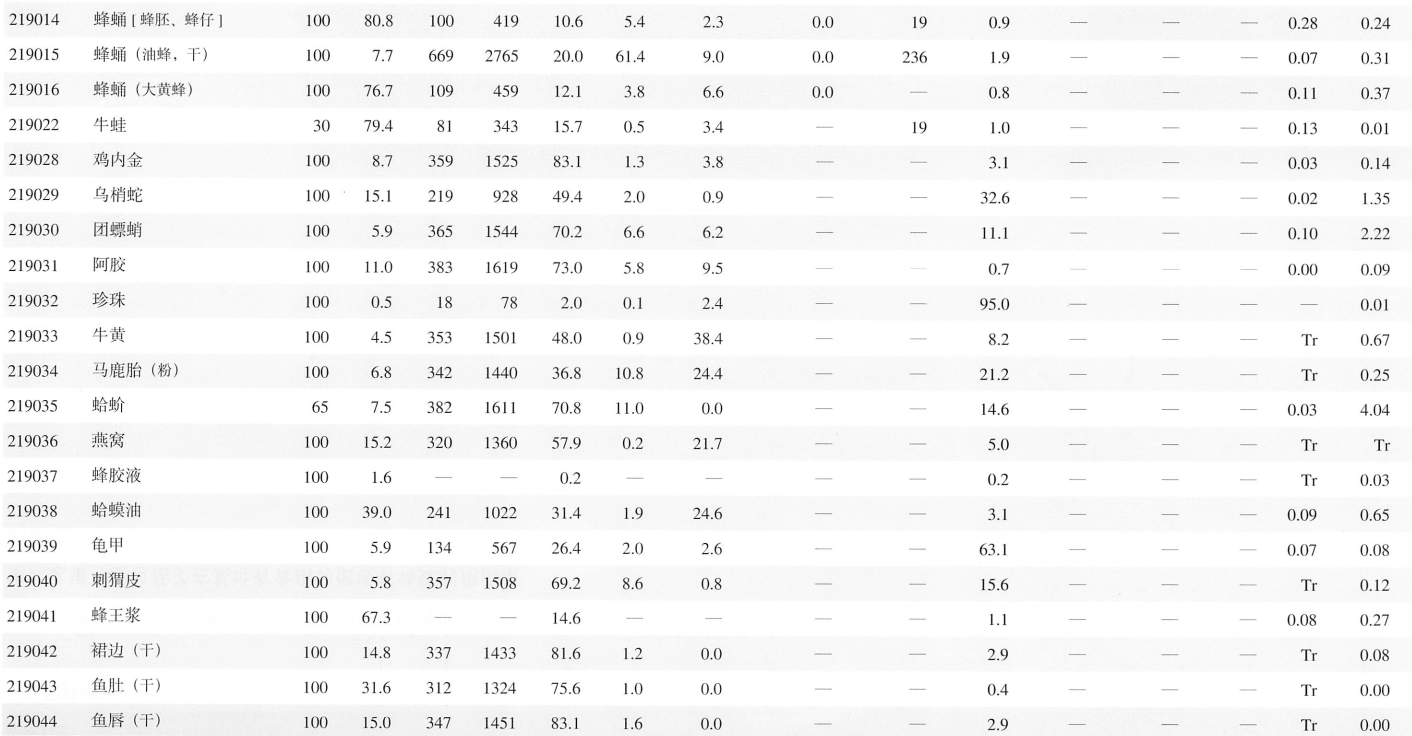 219014 蜂蛹 [ 蜂胚、蜂仔 ] 100 80.8 100 419 10.6 5.4 2.3 0.0 19 0.9 — — — 0.28 0.24
219015 蜂蛹（油蜂，干） 100 7.7 669 2765 20.0 61.4 9.0 0.0 236 1.9 — — — 0.07 0.31
219016 蜂蛹（大黄蜂） 100 76.7 109 459 12.1 3.8 6.6 0.0 — 0.8 — — — 0.11 0.37
219022 牛蛙 30 79.4 81 343 15.7 0.5 3.4 — 19 1.0 — — — 0.13 0.01
219028 鸡内金 100 8.7 359 1525 83.1 1.3 3.8 — — 3.1 — — — 0.03 0.14
219029 乌梢蛇 100 15.1 219 928 49.4 2.0 0.9 — — 32.6 — — — 0.02 1.35
219030 团螵蛸 100 5.9 365 1544 70.2 6.6 6.2 — — 11.1 — — — 0.10 2.22
219031 阿胶 100 11.0 383 1619 73.0 5.8 9.5 — — 0.7 — — — 0.00 0.09
219032 珍珠 100 0.5 18 78 2.0 0.1 2.4 — — 95.0 — — — — 0.01
219033 牛黄 100 4.5 353 1501 48.0 0.9 38.4 — — 8.2 — — — Tr 0.67
219034 马鹿胎（粉） 100 6.8 342 1440 36.8 10.8 24.4 — — 21.2 — — — Tr 0.25
219035 蛤蚧 65 7.5 382 1611 70.8 11.0 0.0 — — 14.6 — — — 0.03 4.04
219036 燕窝 100 15.2 320 1360 57.9 0.2 21.7 — — 5.0 — — — Tr Tr
219037 蜂胶液 100 1.6 — — 0.2 — — — — 0.2 — — — Tr 0.03
219038 蛤蟆油 100 39.0 241 1022 31.4 1.9 24.6 — — 3.1 — — — 0.09 0.65
219039 龟甲 100 5.9 134 567 26.4 2.0 2.6 — — 63.1 — — — 0.07 0.08
219040 刺猬皮 100 5.8 357 1508 69.2 8.6 0.8 — — 15.6 — — — Tr 0.12
219041 蜂王浆 100 67.3 — — 14.6 — — — — 1.1 — — — 0.08 0.27
219042 裙边（干） 100 14.8 337 1433 81.6 1.2 0.0 — — 2.9 — — — Tr 0.08
219043 鱼肚（干） 100 31.6 312 1324 75.6 1.0 0.0 — — 0.4 — — — Tr 0.00
219044 鱼唇（干） 100 15.0 347 1451 83.1 1.6 0.0 — — 2.9 — — — Tr 0.00